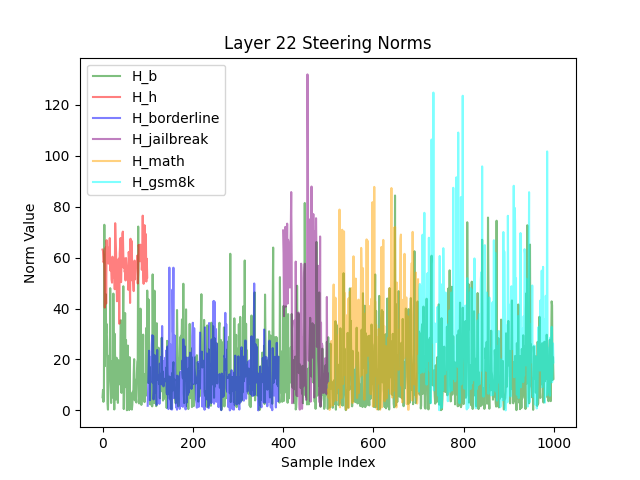 Layer 22 Steering Norms
H_b
H_h
H_borderline
H_jailbreak
H_math
H_gsm8k
Norm Value
120
100
80
60
40
20
0
0 200 400 600 800 1000
Sample Index